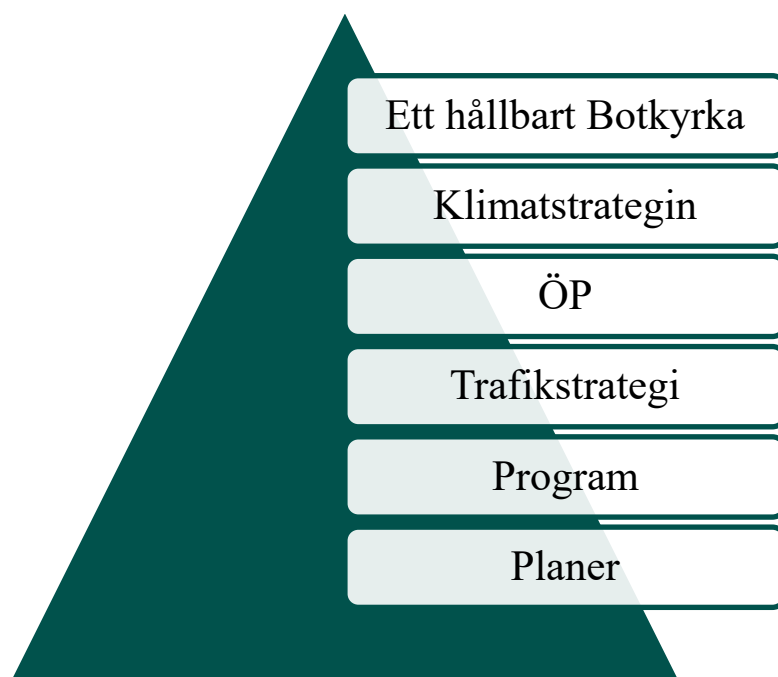 Ett hållbart Botkyrka
Klimatstrategin
ÖP
Trafikstrategi
Program
Planer